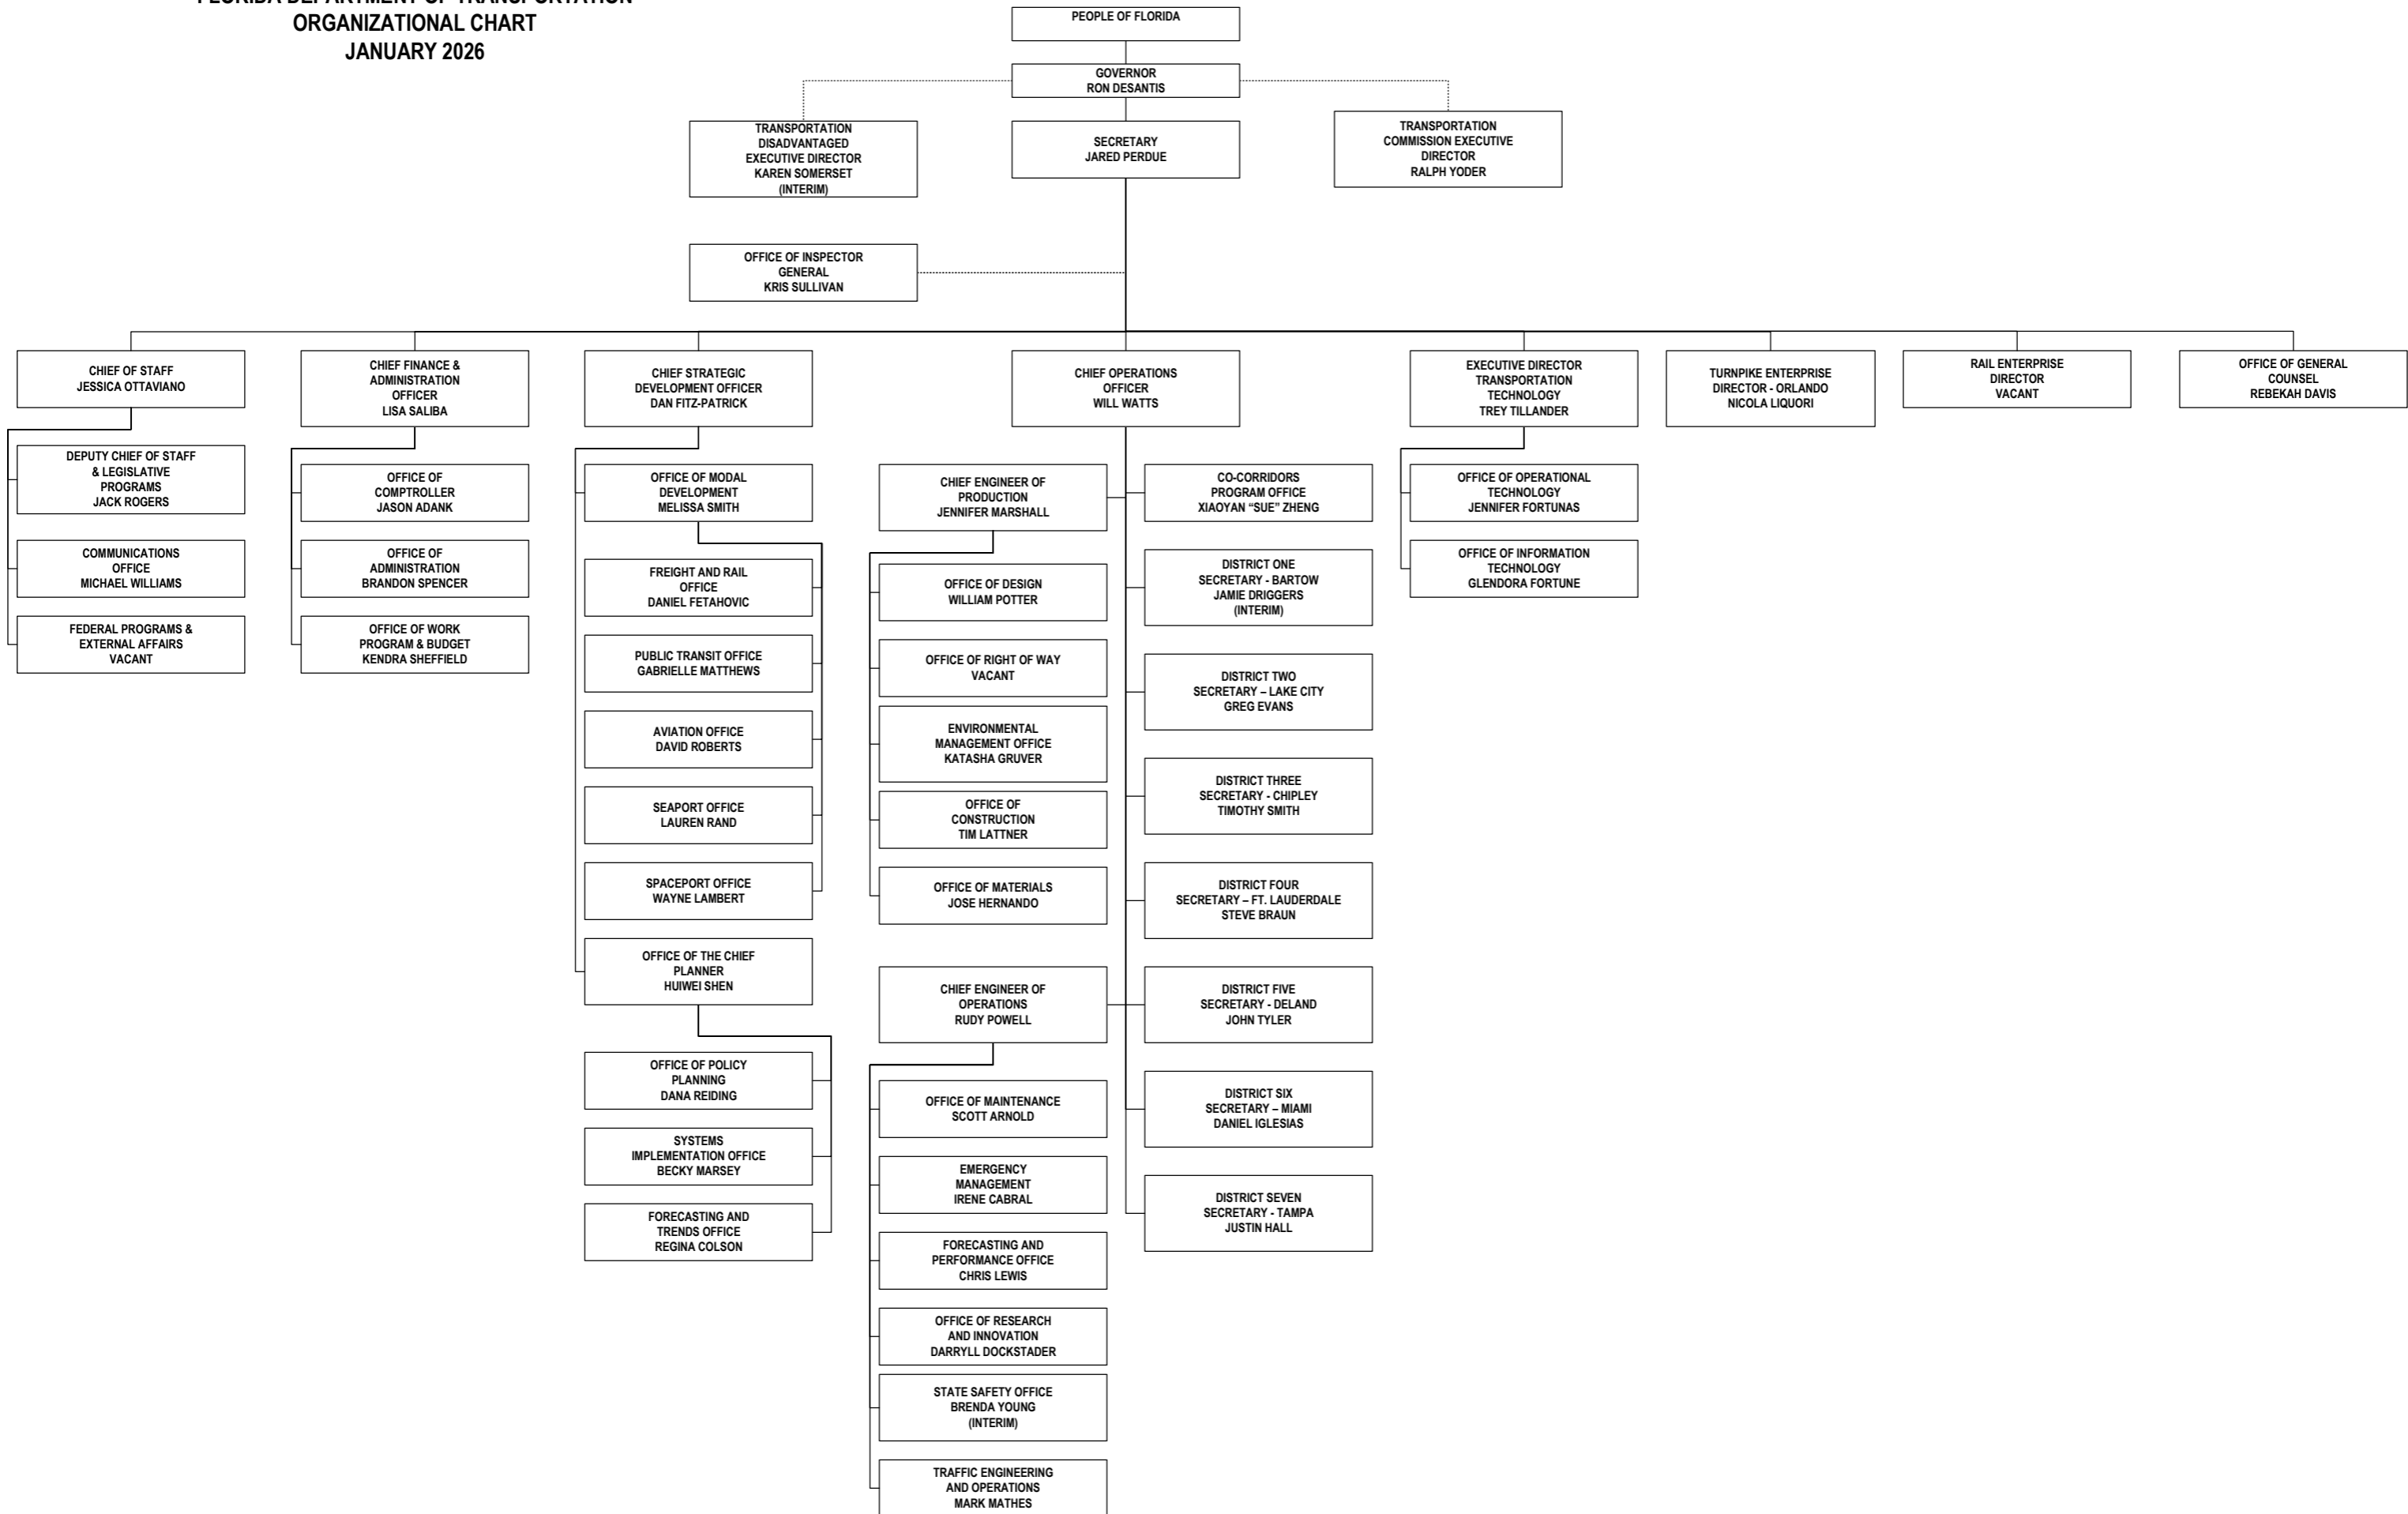 FLORIDA DEPARTMENT OF TRANSPORTATION
ORGANIZATIONAL CHART
JANUARY 2026
PEOPLE OF FLORIDA
GOVERNOR
RON DESANTIS
TRANSPORTATION
DISADVANTAGED
EXECUTIVE DIRECTOR
KAREN SOMERSET
(INTERIM)
SECRETARY
JARED PERDUE
TRANSPORTATION
COMMISSION EXECUTIVE
DIRECTOR
RALPH YODER
OFFICE OF INSPECTOR
GENERAL
KRIS SULLIVAN
CHIEF OF STAFF
JESSICA OTTAVIANO
CHIEF FINANCE &
ADMINISTRATION
OFFICER
LISA SALIBA
CHIEF STRATEGIC
DEVELOPMENT OFFICER
DAN FITZ-PATRICK
CHIEF OPERATIONS
OFFICER
WILL WATTS
EXECUTIVE DIRECTOR
TRANSPORTATION
TECHNOLOGY
TREY TILLANDER
TURNPIKE ENTERPRISE
DIRECTOR - ORLANDO
NICOLA LIQUORI
RAIL ENTERPRISE
DIRECTOR
VACANT
OFFICE OF GENERAL
COUNSEL
REBEKAH DAVIS
DEPUTY CHIEF OF STAFF
& LEGISLATIVE
PROGRAMS
JACK ROGERS
COMMUNICATIONS
OFFICE
MICHAEL WILLIAMS
FEDERAL PROGRAMS &
EXTERNAL AFFAIRS
VACANT
OFFICE OF
COMPTROLLER
JASON ADANK
OFFICE OF
ADMINISTRATION
BRANDON SPENCER
OFFICE OF WORK
PROGRAM & BUDGET
KENDRA SHEFFIELD
OFFICE OF MODAL
DEVELOPMENT
MELISSA SMITH
FREIGHT AND RAIL
OFFICE
DANIEL FETAHOVIC
PUBLIC TRANSIT OFFICE
GABRIELLE MATTHEWS
AVIATION OFFICE
DAVID ROBERTS
SEAPORT OFFICE
LAUREN RAND
SPACEPORT OFFICE
WAYNE LAMBERT
OFFICE OF THE CHIEF
PLANNER
HUIWEI SHEN
OFFICE OF POLICY
PLANNING
DANA REIDING
SYSTEMS
IMPLEMENTATION OFFICE
BECKY MARSEY
FORECASTING AND
TRENDS OFFICE
REGINA COLSON
CHIEF ENGINEER OF
PRODUCTION
JENNIFER MARSHALL
OFFICE OF DESIGN
WILLIAM POTTER
OFFICE OF RIGHT OF WAY
VACANT
ENVIRONMENTAL
MANAGEMENT OFFICE
KATASHA GRUVER
OFFICE OF
CONSTRUCTION
TIM LATTNER
OFFICE OF MATERIALS
JOSE HERNANDO
CHIEF ENGINEER OF
OPERATIONS
RUDY POWELL
OFFICE OF MAINTENANCE
SCOTT ARNOLD
EMERGENCY
MANAGEMENT
IRENE CABRAL
FORECASTING AND
PERFORMANCE OFFICE
CHRIS LEWIS
OFFICE OF RESEARCH
AND INNOVATION
DARRYLL DOCKSTADER
STATE SAFETY OFFICE
BRENDA YOUNG
(INTERIM)
TRAFFIC ENGINEERING
AND OPERATIONS
MARK MATHES
CO-CORRIDORS
PROGRAM OFFICE
XIAOYAN “SUE” ZHENG
DISTRICT ONE
SECRETARY - BARTOW
JAMIE DRIGGERS
(INTERIM)
DISTRICT TWO
SECRETARY – LAKE CITY
GREG EVANS
DISTRICT THREE
SECRETARY - CHIPLEY
TIMOTHY SMITH
DISTRICT FOUR
SECRETARY – FT. LAUDERDALE
STEVE BRAUN
DISTRICT FIVE
SECRETARY - DELAND
JOHN TYLER
DISTRICT SIX
SECRETARY – MIAMI
DANIEL IGLESIAS
DISTRICT SEVEN
SECRETARY - TAMPA
JUSTIN HALL
OFFICE OF OPERATIONAL
TECHNOLOGY
JENNIFER FORTUNAS
OFFICE OF INFORMATION
TECHNOLOGY
GLENDORA FORTUNE